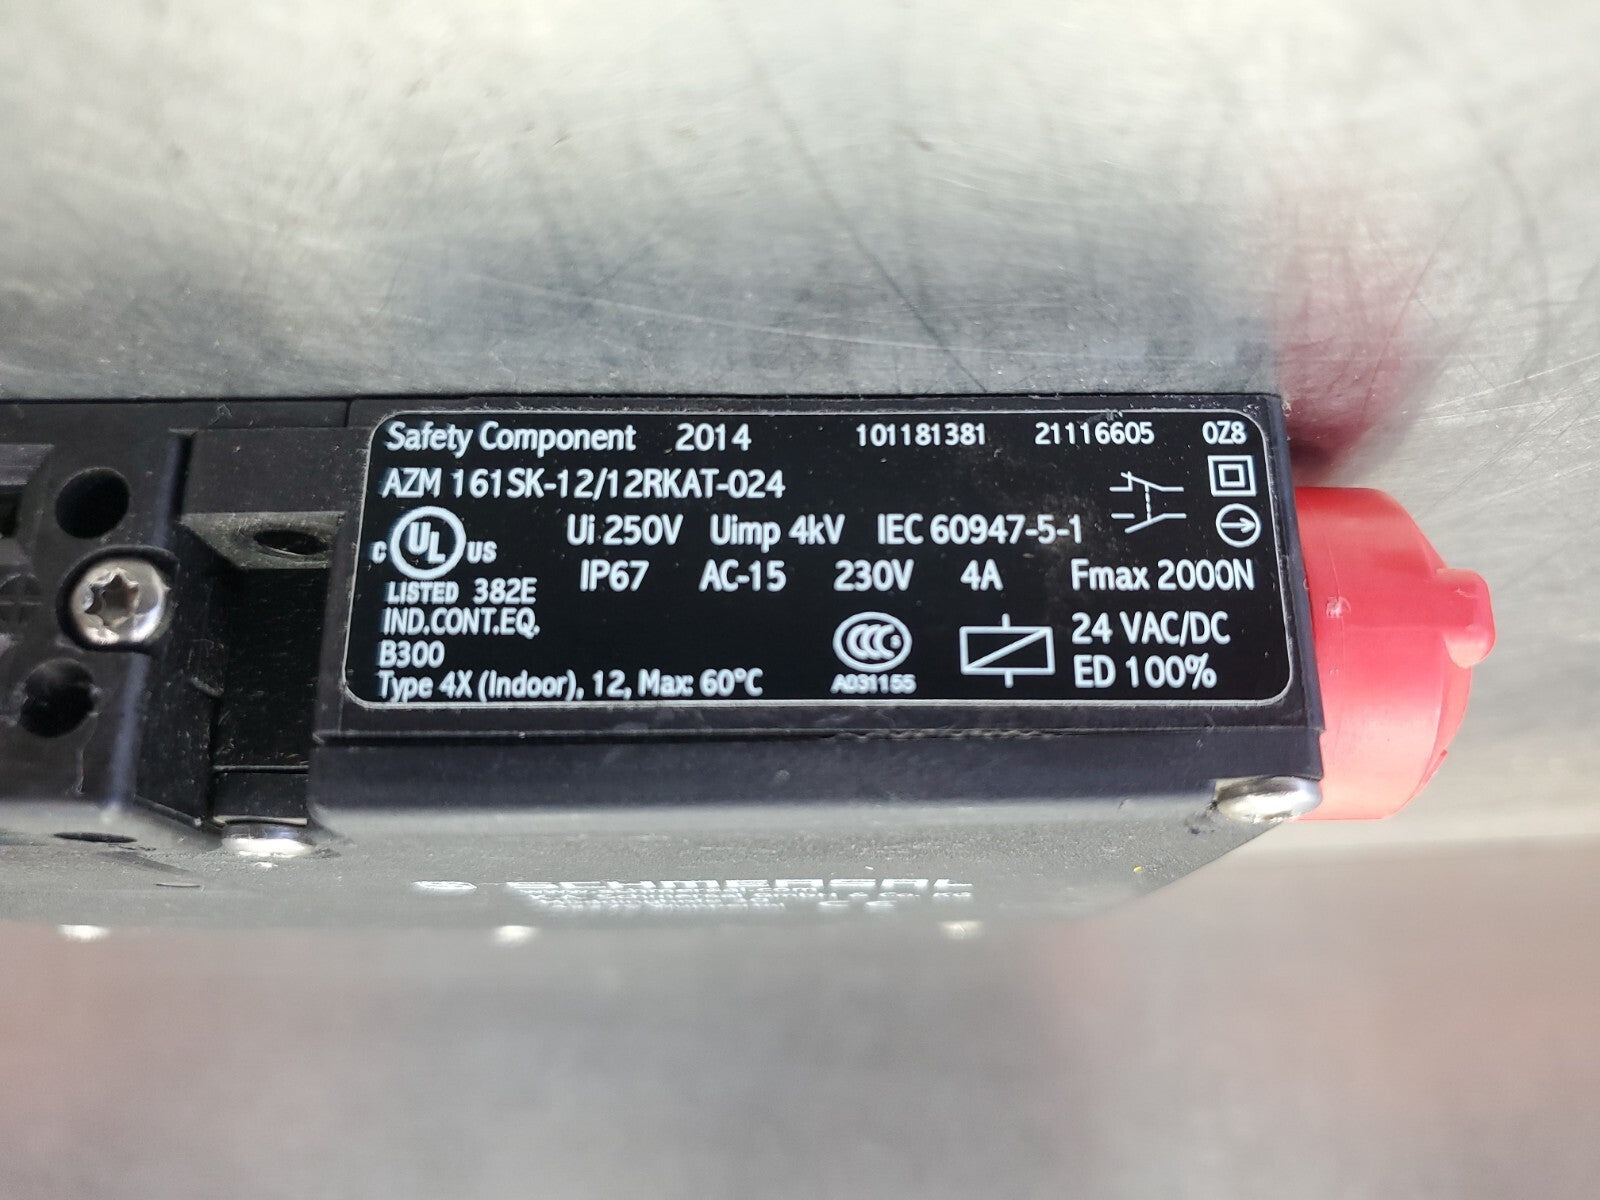 Safety Component 2014 101181381 21116605 0Z8
AZM 161SK-12/12RKAT-024
C UL US Ui 250V Uimp 4kV IEC 60947-5-1
LISTED 382E IP67 AC-15 230V 4A Fmax 2000N
IND.CONT.EQ.
B300
Type 4X (Indoor), 12, Max: 60°C
CCC
A031155
24 VAC/DC
ED 100%
SCHMERSAL